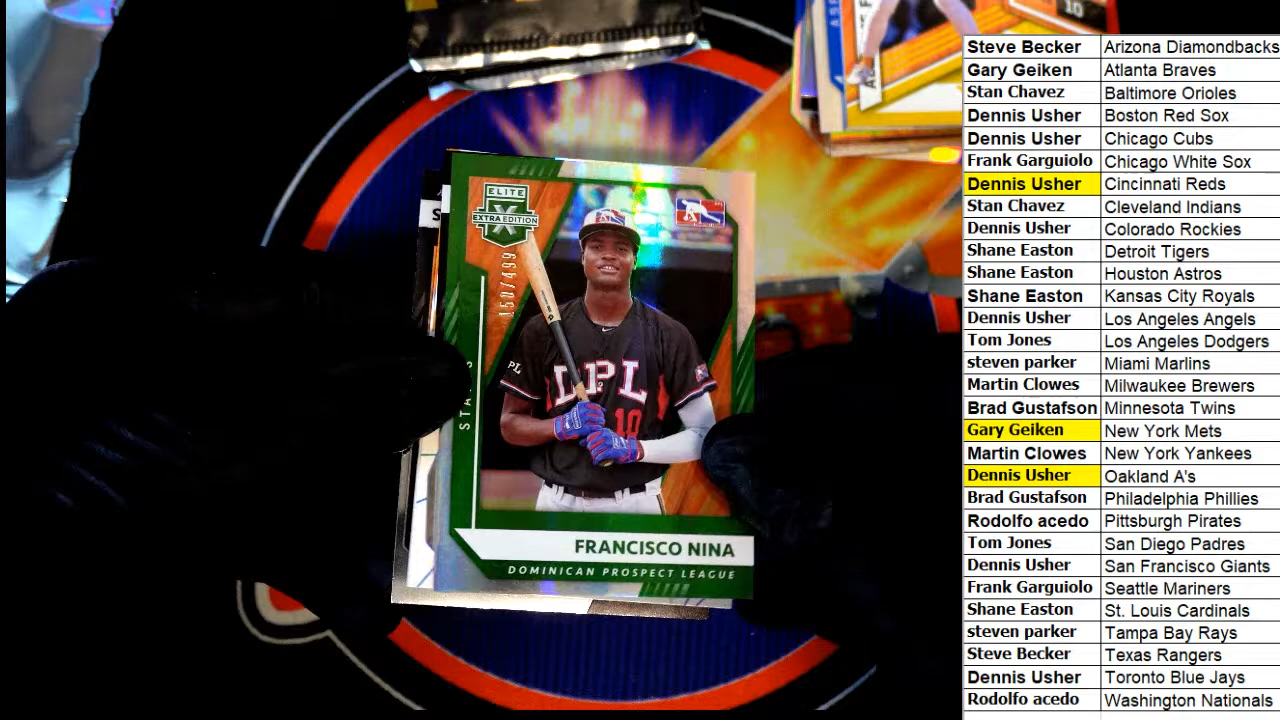 10
ELITE
X
EXTRA EDITION
150/499
STA
PL
LPL
10
FRANCISCO NINA
DOMINICAN PROSPECT LEAGUE
Steve Becker Arizona Diamondbacks
Gary Geiken Atlanta Braves
Stan Chavez Baltimore Orioles
Dennis Usher Boston Red Sox
Dennis Usher Chicago Cubs
Frank Garguiolo Chicago White Sox
Dennis Usher Cincinnati Reds
Stan Chavez Cleveland Indians
Dennis Usher Colorado Rockies
Shane Easton Detroit Tigers
Shane Easton Houston Astros
Shane Easton Kansas City Royals
Dennis Usher Los Angeles Angels
Tom Jones Los Angeles Dodgers
steven parker Miami Marlins
Martin Clowes Milwaukee Brewers
Brad Gustafson Minnesota Twins
Gary Geiken New York Mets
Martin Clowes New York Yankees
Dennis Usher Oakland A's
Brad Gustafson Philadelphia Phillies
Rodolfo acedo Pittsburgh Pirates
Tom Jones San Diego Padres
Dennis Usher San Francisco Giants
Frank Garguiolo Seattle Mariners
Shane Easton St. Louis Cardinals
steven parker Tampa Bay Rays
Steve Becker Texas Rangers
Dennis Usher Toronto Blue Jays
Rodolfo acedo Washington Nationals